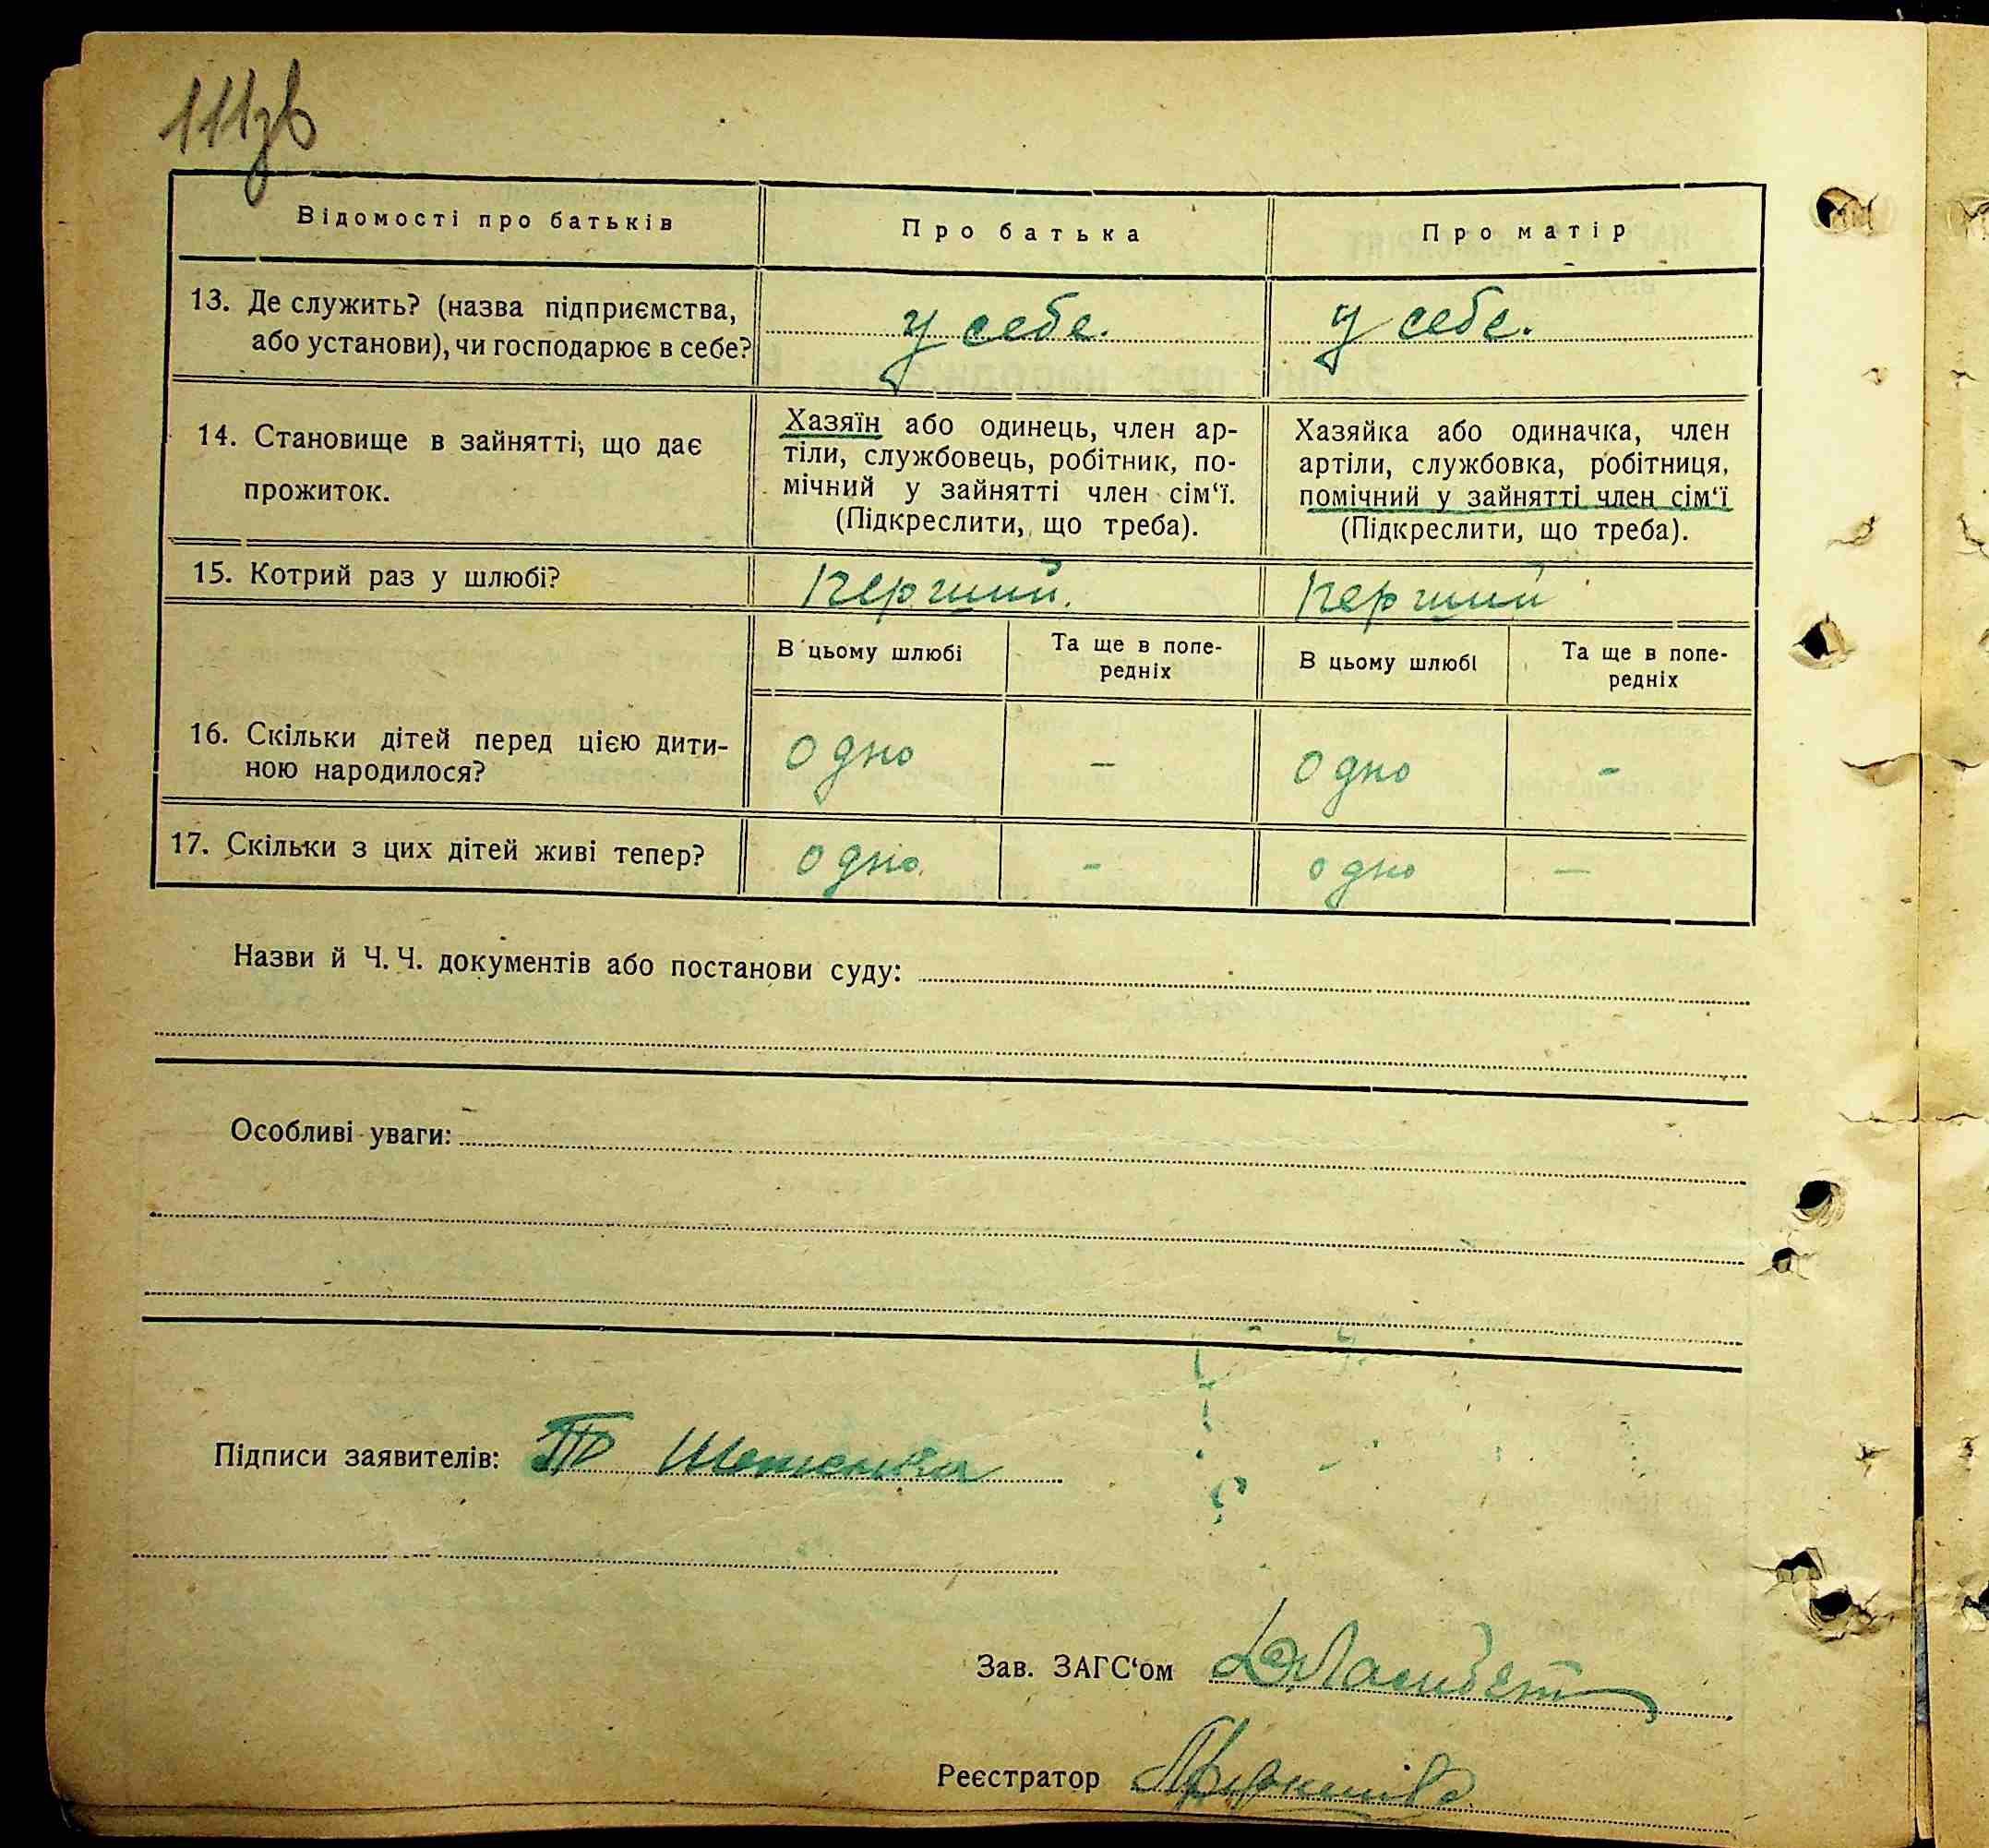 111зв
Відомості про батьків
Про батька
Про матір
13. Де служить? (назва підприємства,
або установи), чи господарює в себе?
у себе.
у себе.
14. Становище в зайнятті, що дає
прожиток.
Хазяїн або одинець, член ар-
тіли, службовець, робітник, по-
мічний у зайнятті член сім‘ї.
(Підкреслити, що треба).
Хазяйка або одиначка, член
артіли, службовка, робітниця,
помічний у зайнятті член сім‘ї
(Підкреслити, що треба).
15. Котрий раз у шлюбі?
перший.
перший
В цьому шлюбі
Та ще в попе-
редніх
В цьому шлюбі
Та ще в попе-
редніх
16. Скільки дітей перед цією дити-
ною народилося?
одно
–
одно
–
17. Скільки з цих дітей живі тепер?
одно.
–
одно
–
Назви й Ч. Ч. документів або постанови суду:
Особливі уваги:
Підписи заявителів:
Зав. ЗАГС‘ом
Реєстратор